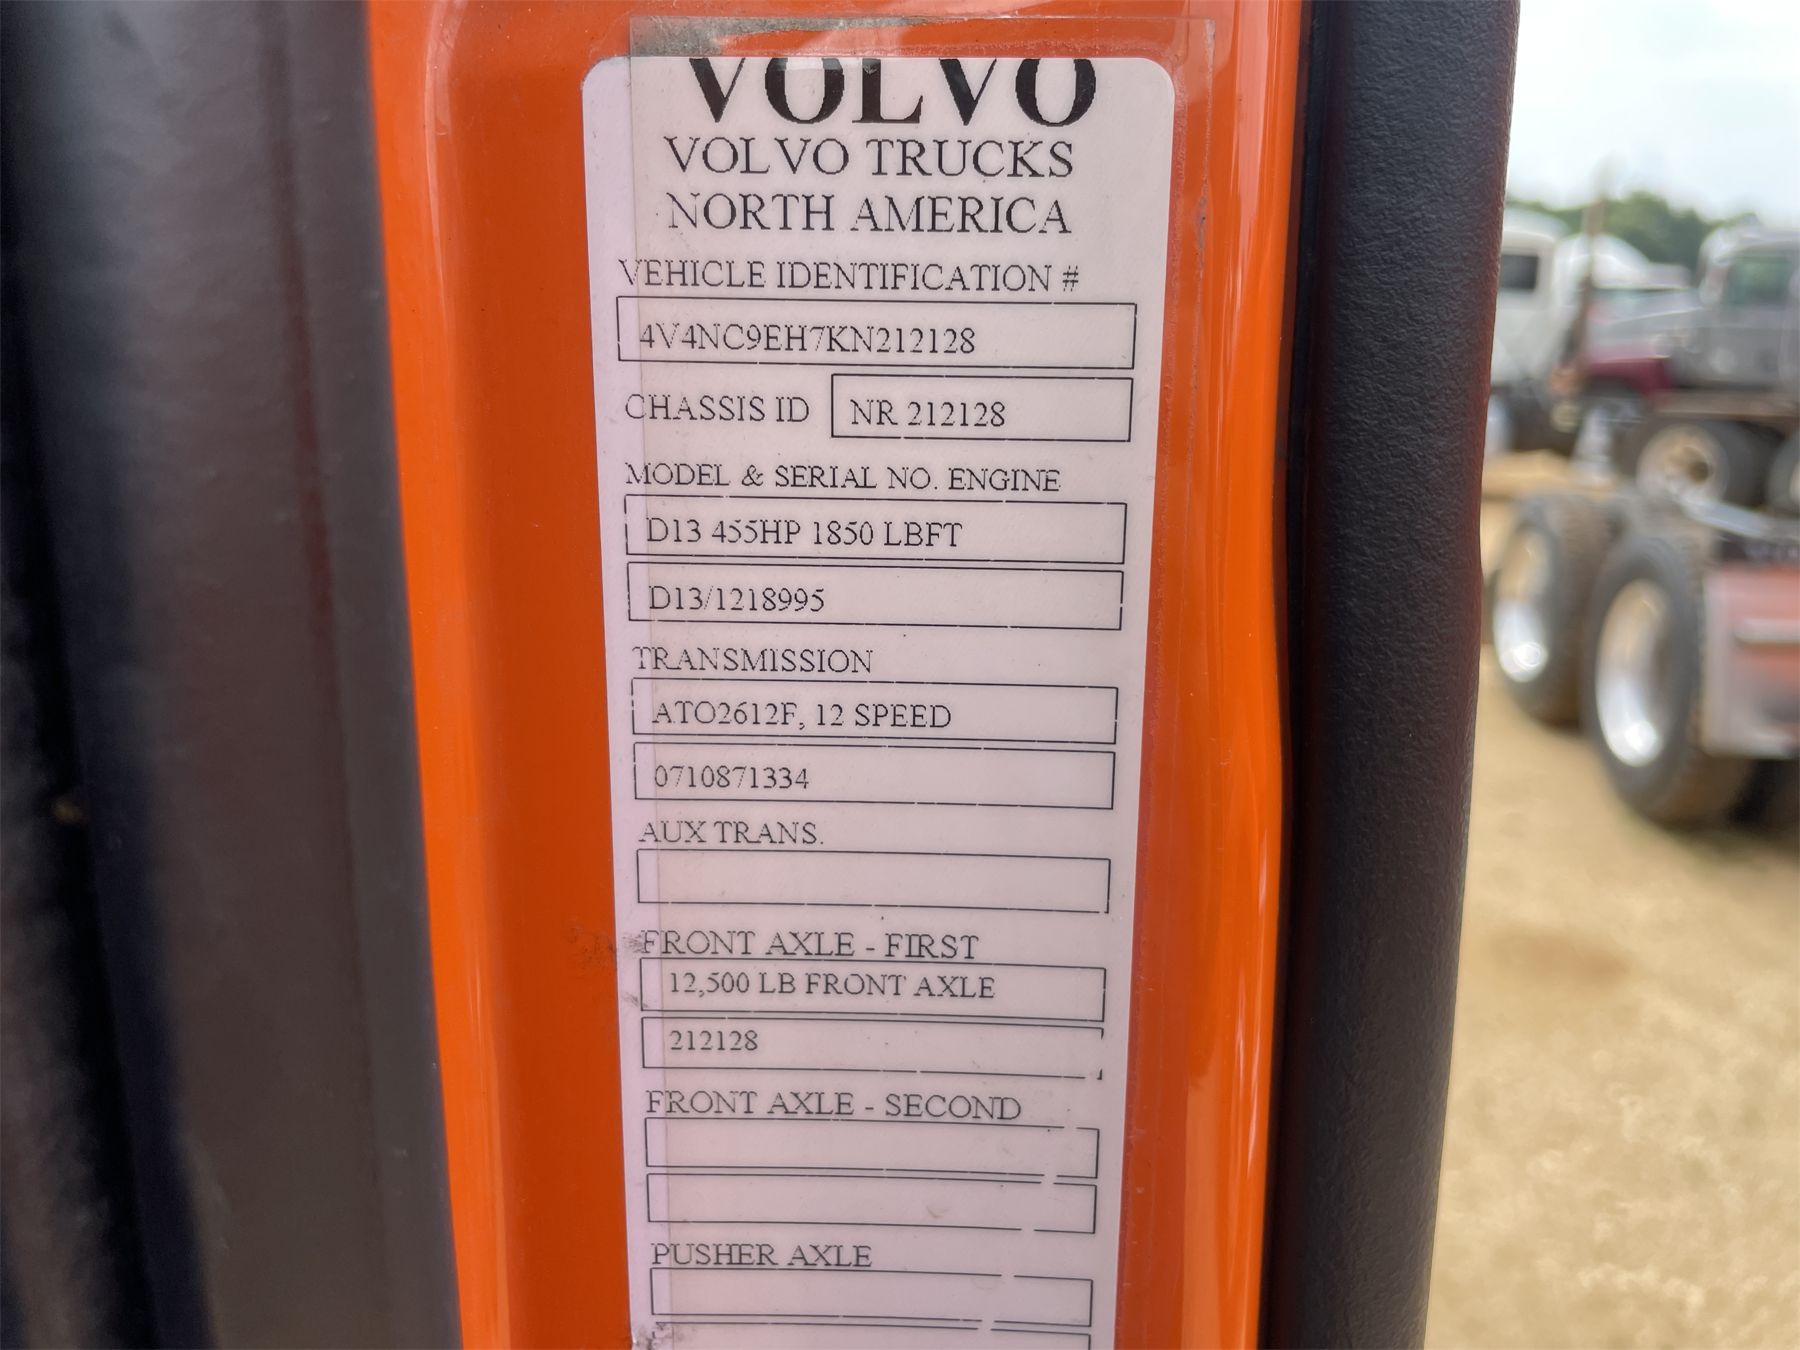 VOLVO
VOLVO TRUCKS
NORTH AMERICA
VEHICLE IDENTIFICATION #
4V4NC9EH7KN212128
CHASSIS ID NR 212128
MODEL & SERIAL NO. ENGINE
D13 455HP 1850 LBFT
D13/1218995
TRANSMISSION
ATO2612F, 12 SPEED
0710871334
AUX TRANS.
FRONT AXLE - FIRST
12,500 LB FRONT AXLE
212128
FRONT AXLE - SECOND
PUSHER AXLE